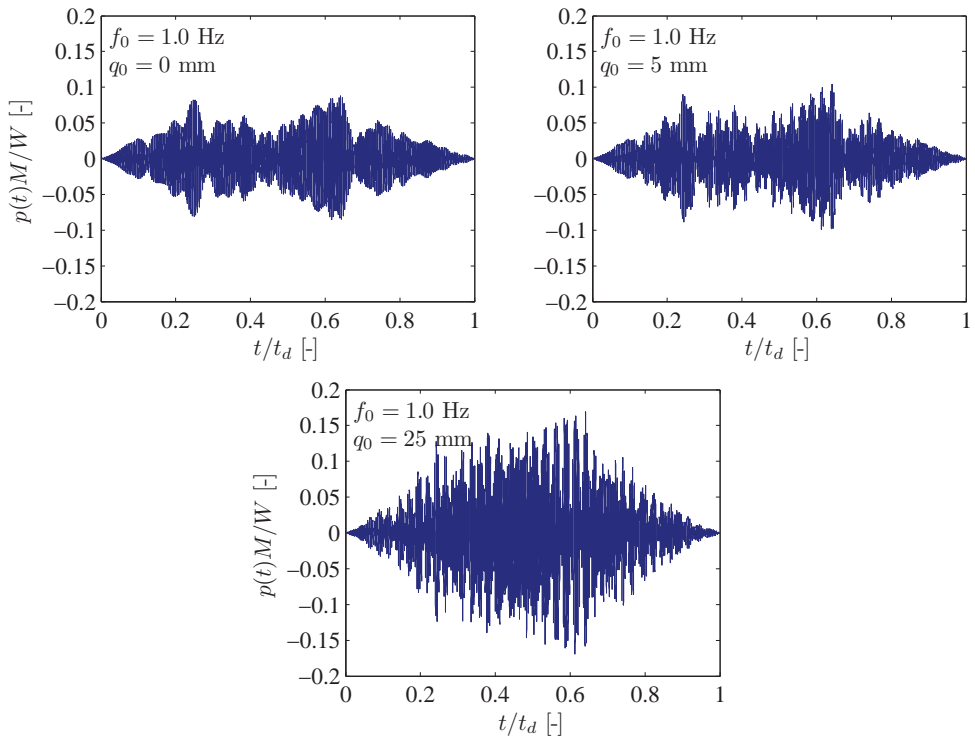 0.2
f₀ = 1.0 Hz
q₀ = 0 mm
0.15
0.1
0.05
0
−0.05
−0.1
−0.15
−0.2
p(t)M/W [-]
0 0.2 0.4 0.6 0.8 1
t/t_d [-]
0.2
f₀ = 1.0 Hz
q₀ = 5 mm
0.15
0.1
0.05
0
−0.05
−0.1
−0.15
−0.2
0 0.2 0.4 0.6 0.8 1
t/t_d [-]
0.2
f₀ = 1.0 Hz
q₀ = 25 mm
0.15
0.1
0.05
0
−0.05
−0.1
−0.15
−0.2
p(t)M/W [-]
0 0.2 0.4 0.6 0.8 1
t/t_d [-]